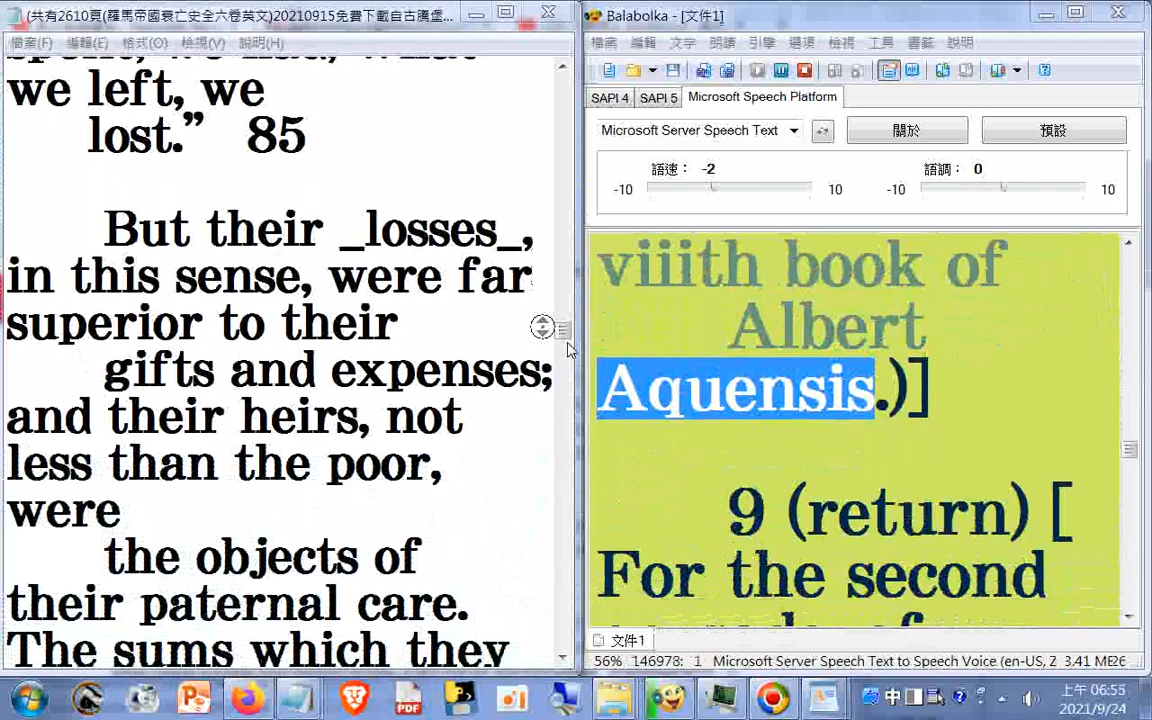 (共有2610頁(羅馬帝國衰亡史全六卷英文)20210915免費下載自古騰堡...
檔案(F) 編輯(E) 格式(O) 檢視(V) 說明(H)
we left, we
lost.” 85
But their _losses_,
in this sense, were far
superior to their
gifts and expenses;
and their heirs, not
less than the poor,
were
the objects of
their paternal care.
The sums which they
Balabolka - [文件1]
檔案 編輯 文字 朗讀 引擎 選項 檢視 工具 書籤 說明
SAPI 4 SAPI 5 Microsoft Speech Platform
Microsoft Server Speech Text 關於 預設
語速: -2 語調: 0
-10 10 -10 10
viiith book of
Albert
Aquensis.)]
9 (return) [
For the second
文件1
56% 146978: 1 Microsoft Server Speech Text to Speech Voice (en-US, Z 3.41 ME26
中
上午 06:55
2021/9/24